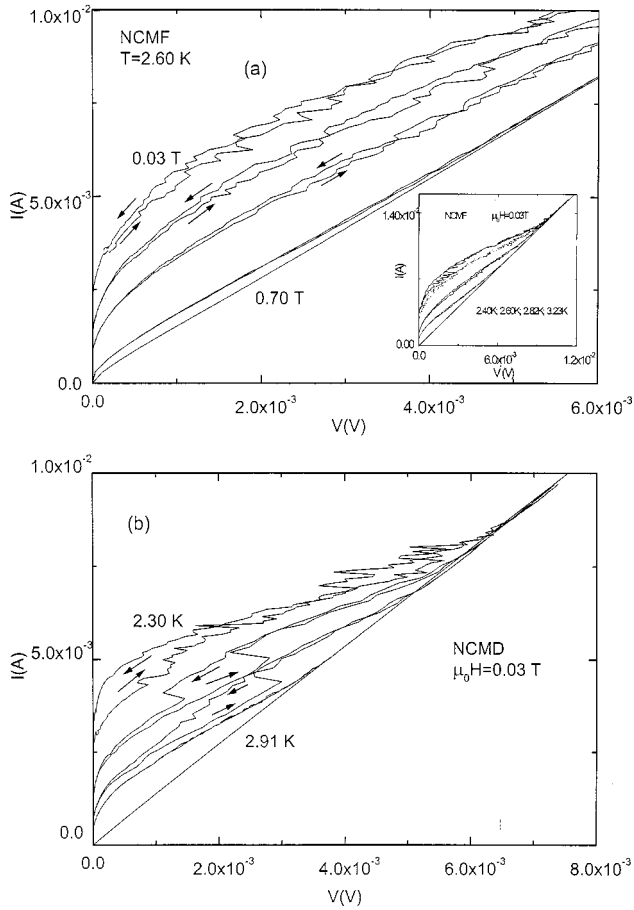 1.0x10⁻²
NCMF
T=2.60 K
(a)
0.03 T
5.0x10⁻³
I(A)
0.70 T
0.0
0.0
2.0x10⁻³
4.0x10⁻³
6.0x10⁻³
V(V)
NCMF μ₀H=0.03T
I(A)
2.40K, 2.60K, 2.82K, 3.23K
0.00
0.00
6.0x10⁻³
1.2x10⁻²
V(V)
1.0x10⁻²
(b)
2.30 K
5.0x10⁻³
I(A)
NCMD
μ₀H=0.03 T
2.91 K
0.0
0.0
2.0x10⁻³
4.0x10⁻³
6.0x10⁻³
8.0x10⁻³
V(V)